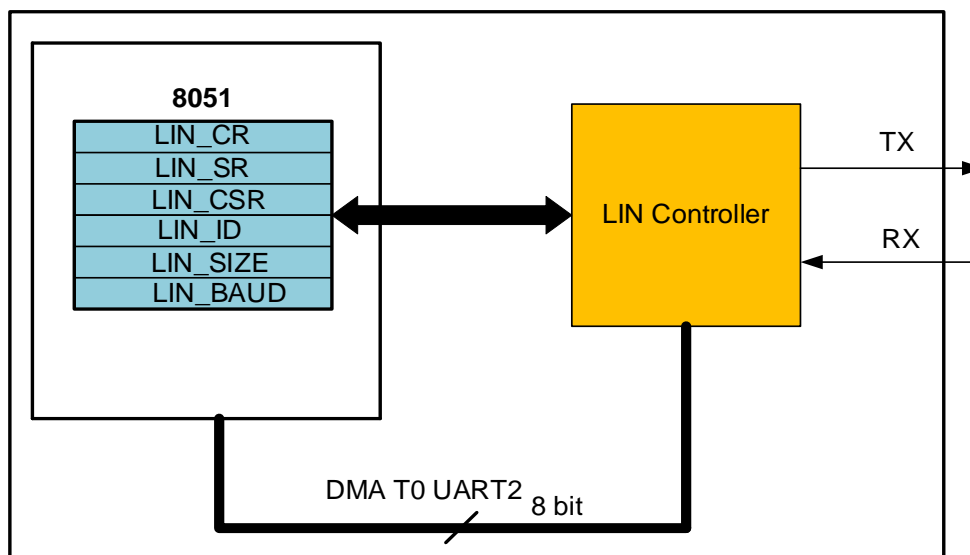 8051
LIN_CR
LIN_SR
LIN_CSR
LIN_ID
LIN_SIZE
LIN_BAUD
LIN Controller
TX
RX
DMA T0 UART2
8 bit